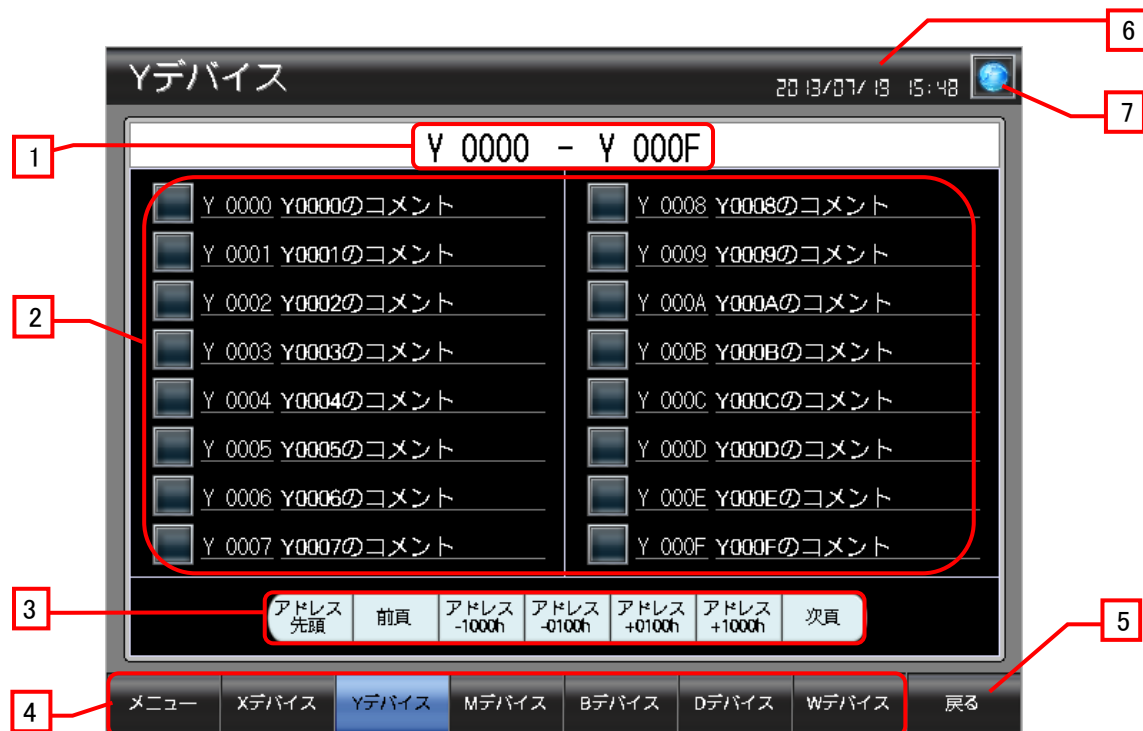 6
Yデバイス
2013/07/19 15:48
7
1
Y 0000 - Y 000F
Y 0000 Y0000のコメント
Y 0001 Y0001のコメント
Y 0002 Y0002のコメント
Y 0003 Y0003のコメント
Y 0004 Y0004のコメント
Y 0005 Y0005のコメント
Y 0006 Y0006のコメント
Y 0007 Y0007のコメント
Y 0008 Y0008のコメント
Y 0009 Y0009のコメント
Y 000A Y000Aのコメント
Y 000B Y000Bのコメント
Y 000C Y000Cのコメント
Y 000D Y000Dのコメント
Y 000E Y000Eのコメント
Y 000F Y000Fのコメント
2
3
アドレス
先頭
前頁
アドレス
-1000h
アドレス
-0100h
アドレス
+0100h
アドレス
+1000h
次頁
5
4
メニュー
Xデバイス
Yデバイス
Mデバイス
Bデバイス
Dデバイス
Wデバイス
戻る